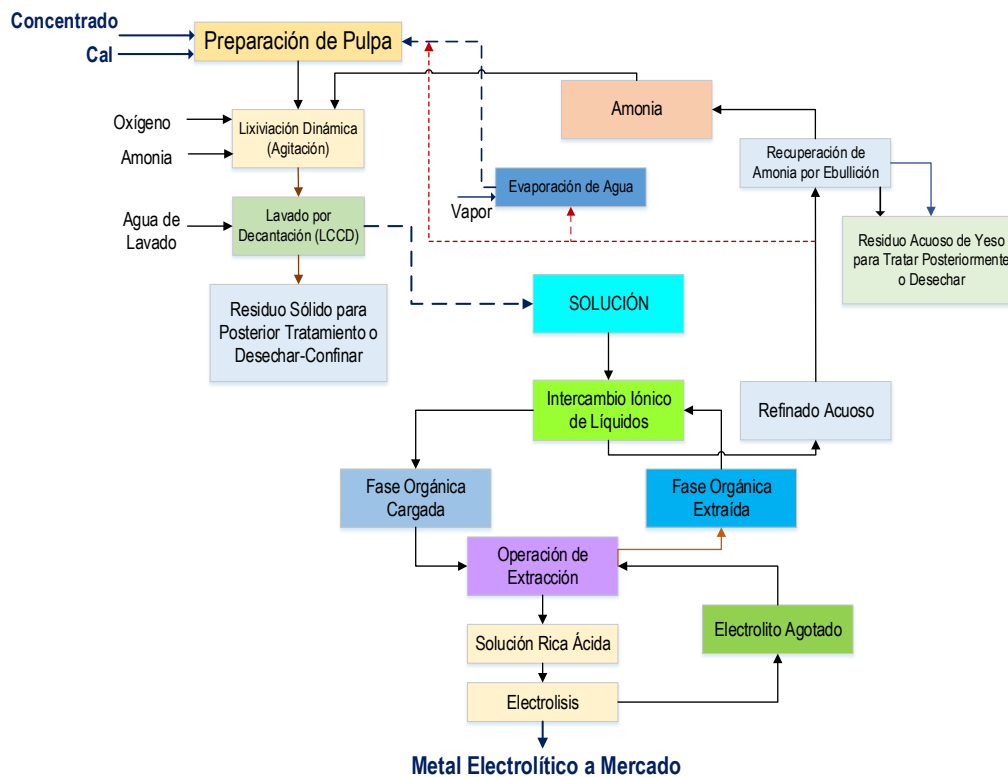 Concentrado
Cal
Preparación de Pulpa
Oxígeno
Amonia
Lixiviación Dinámica
(Agitación)
Amonia
Recuperación de
Amonia por Ebullición
Evaporación de Agua
Vapor
Agua de
Lavado
Lavado por
Decantación (LCCD)
Residuo Acuoso de Yeso
para Tratar Posteriormente
o Desechar
Residuo Sólido para
Posterior Tratamiento o
Desechar-Confinar
SOLUCIÓN
Intercambio Iónico
de Líquidos
Refinado Acuoso
Fase Orgánica
Cargada
Fase Orgánica
Extraída
Operación de
Extracción
Solución Rica Ácida
Electrolito Agotado
Electrolisis
Metal Electrolítico a Mercado